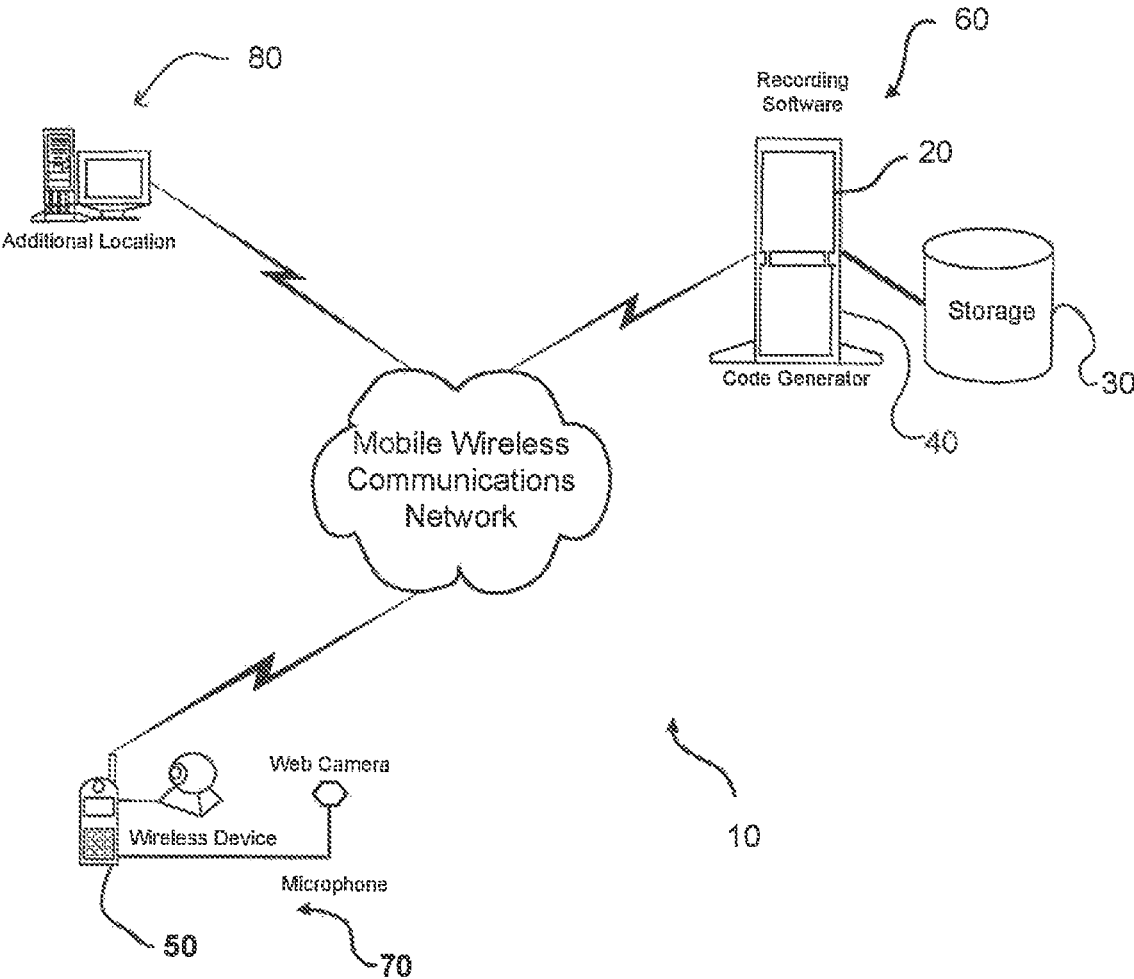 60
80
Recording
Software
20
Additional Location
Storage
Code Generator
30
40
Mobile Wireless
Communications
Network
Web Camera
Wireless Device
10
Microphone
50
70